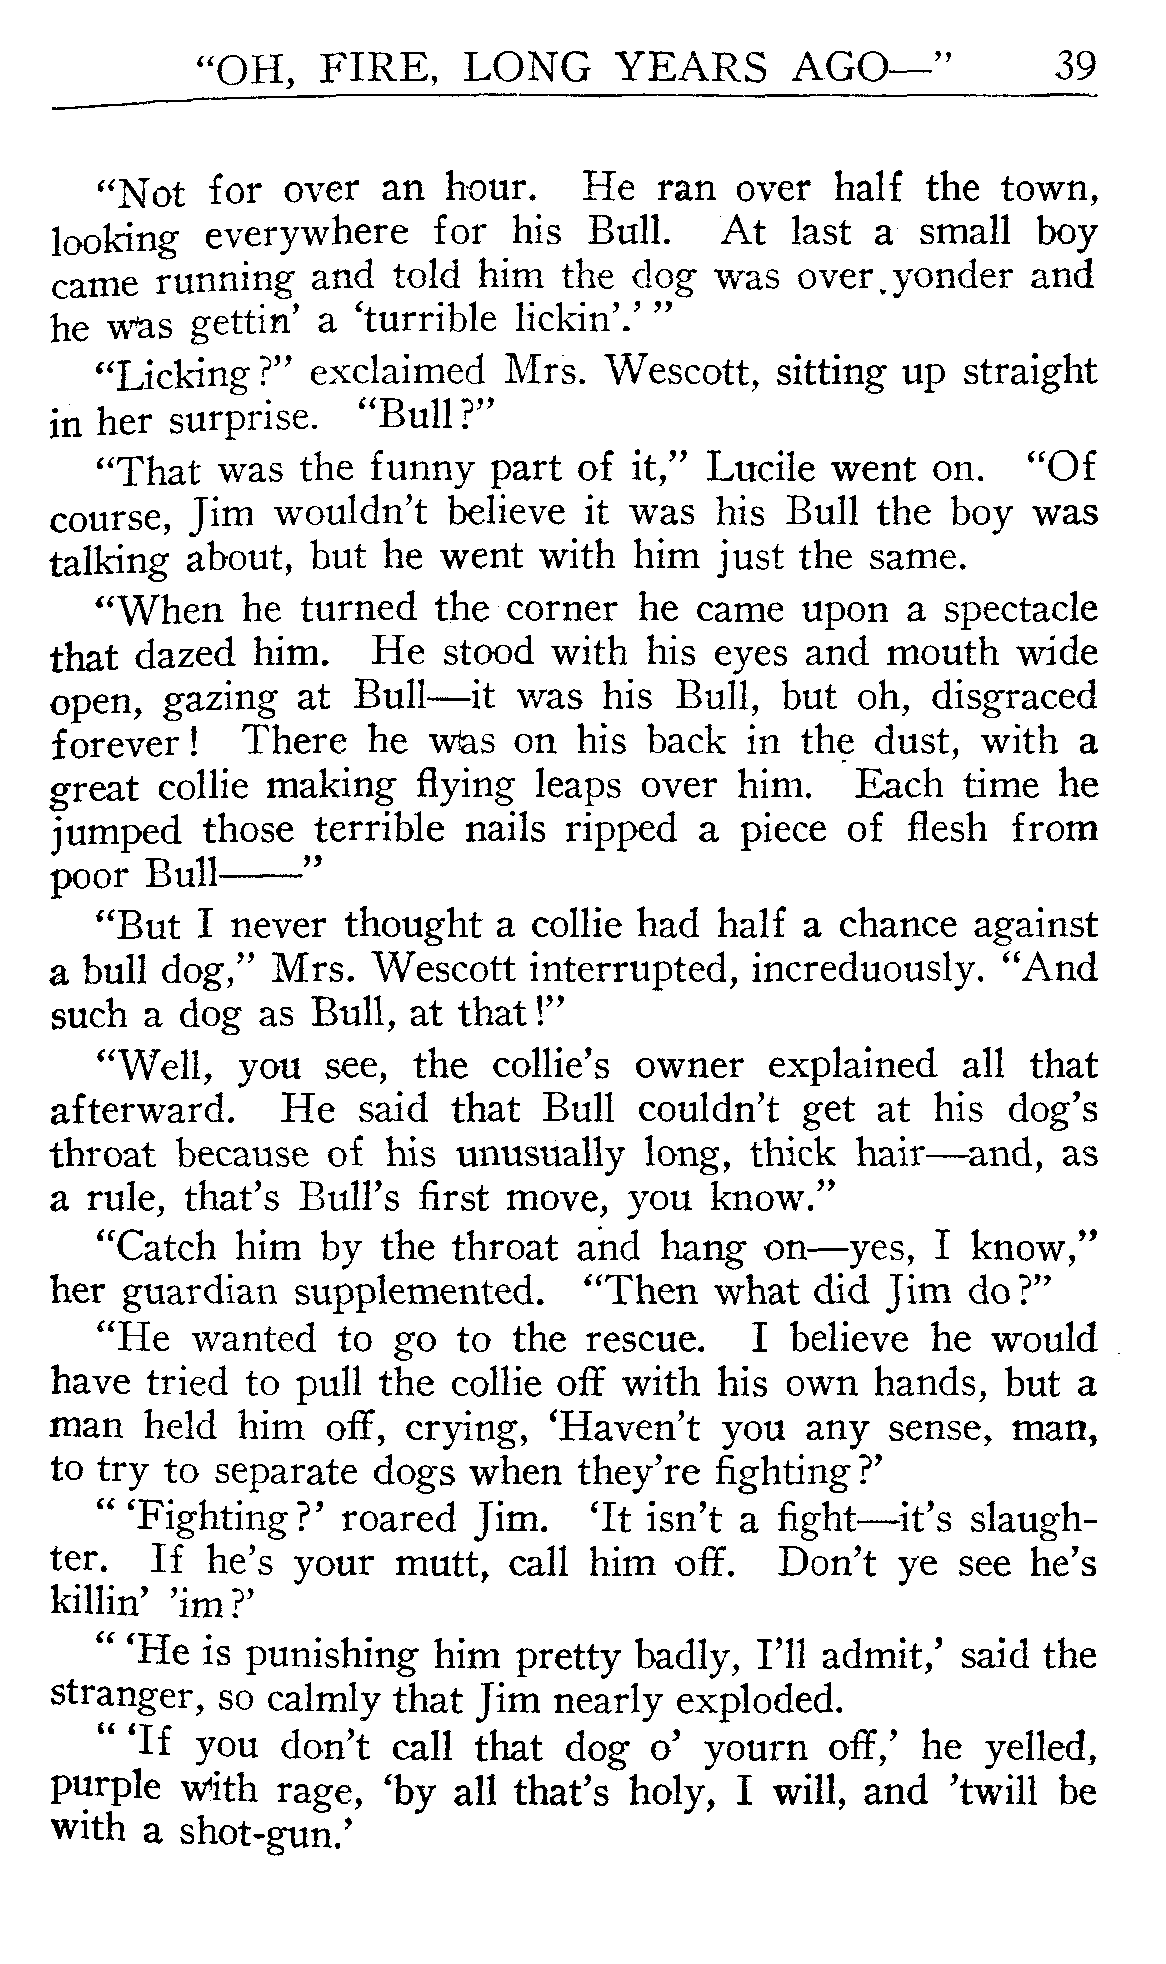 “OH, FIRE, LONG YEARS AGO—” 39
“Not for over an hour. He ran over half the town,
looking everywhere for his Bull. At last a small boy
came running and told him the dog was over yonder and
he was gettin’ a ‘turrible lickin’.’ ”
“Licking?” exclaimed Mrs. Wescott, sitting up straight
in her surprise. “Bull?”
“That was the funny part of it,” Lucile went on. “Of
course, Jim wouldn’t believe it was his Bull the boy was
talking about, but he went with him just the same.
“When he turned the corner he came upon a spectacle
that dazed him. He stood with his eyes and mouth wide
open, gazing at Bull—it was his Bull, but oh, disgraced
forever! There he was on his back in the dust, with a
great collie making flying leaps over him. Each time he
jumped those terrible nails ripped a piece of flesh from
poor Bull——”
“But I never thought a collie had half a chance against
a bull dog,” Mrs. Wescott interrupted, increduously. “And
such a dog as Bull, at that!”
“Well, you see, the collie’s owner explained all that
afterward. He said that Bull couldn’t get at his dog’s
throat because of his unusually long, thick hair—and, as
a rule, that’s Bull’s first move, you know.”
“Catch him by the throat and hang on—yes, I know,”
her guardian supplemented. “Then what did Jim do?”
“He wanted to go to the rescue. I believe he would
have tried to pull the collie off with his own hands, but a
man held him off, crying, ‘Haven’t you any sense, man,
to try to separate dogs when they’re fighting?’
“ ‘Fighting?’ roared Jim. ‘It isn’t a fight—it’s slaugh-
ter. If he’s your mutt, call him off. Don’t ye see he’s
killin’ ’im?’
“ ‘He is punishing him pretty badly, I’ll admit,’ said the
stranger, so calmly that Jim nearly exploded.
“ ‘If you don’t call that dog o’ yourn off,’ he yelled,
purple with rage, ‘by all that’s holy, I will, and ’twill be
with a shot-gun.’